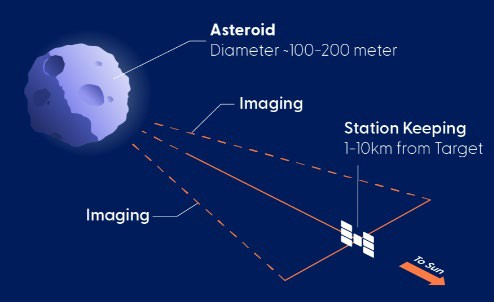 Asteroid
Diameter ~100-200 meter
Imaging
Station Keeping
1-10km from Target
Imaging
To Sun